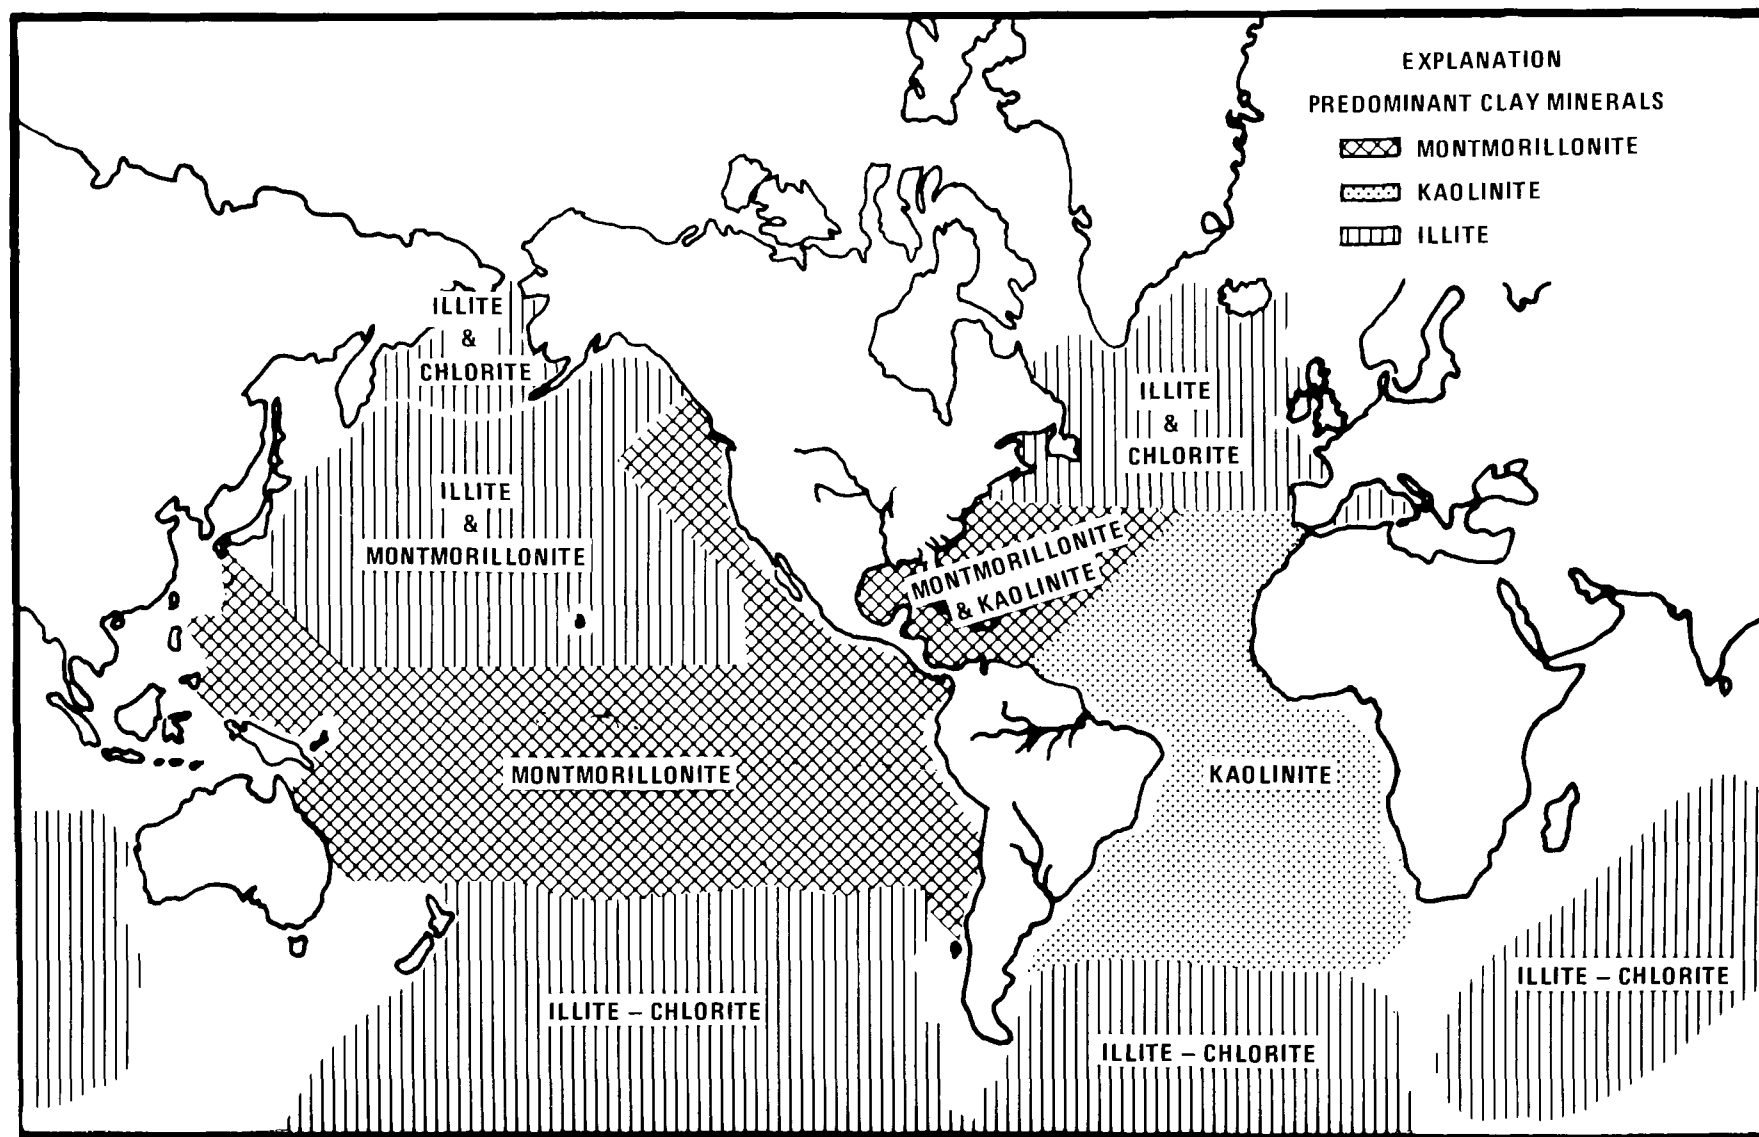 EXPLANATION
PREDOMINANT CLAY MINERALS
MONTMORILLONITE
KAOLINITE
ILLITE
ILLITE
&
CHLORITE
ILLITE
&
CHLORITE
ILLITE
&
MONTMORILLONITE
MONTMORILLONITE
& KAOLINITE
MONTMORILLONITE
KAOLINITE
ILLITE – CHLORITE
ILLITE – CHLORITE
ILLITE – CHLORITE